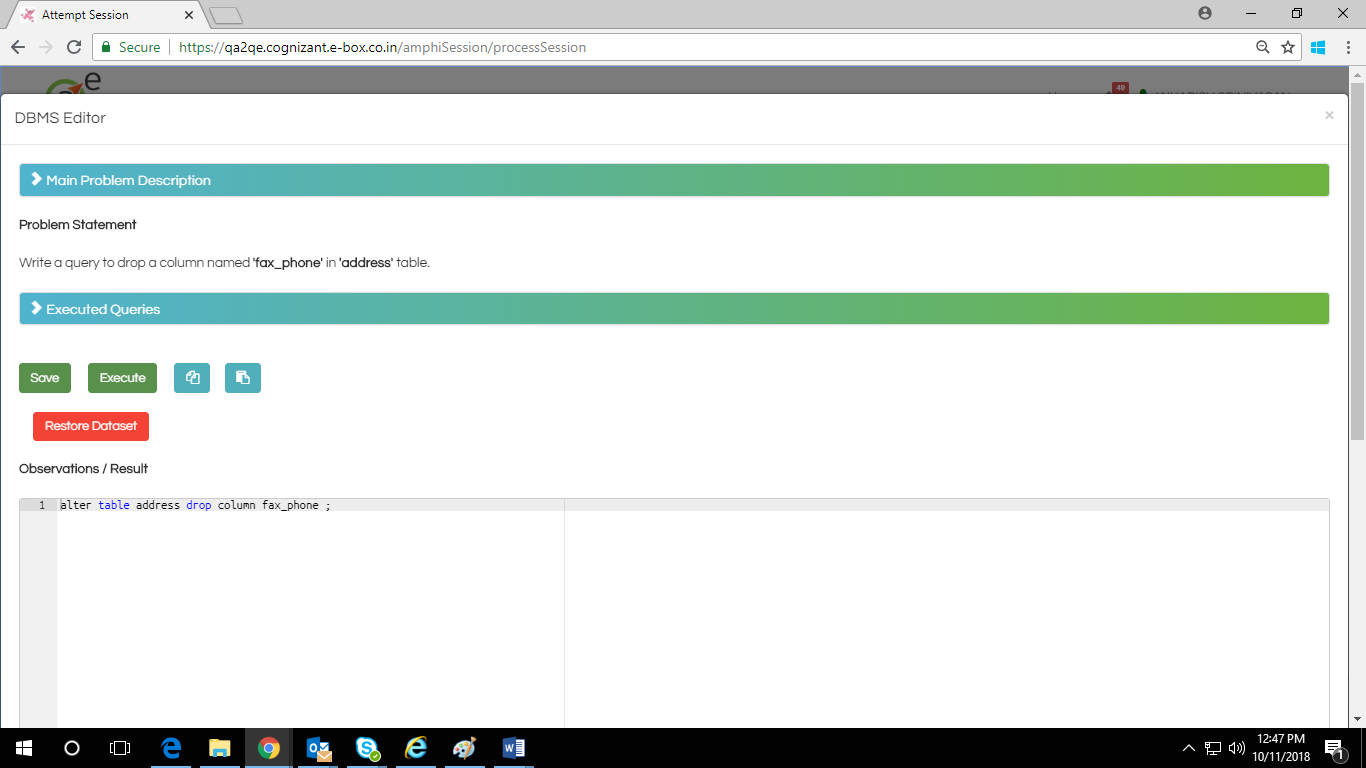 Attempt Session
Secure https://qa2qe.cognizant.e-box.co.in/amphiSession/processSession
e
49
DBMS Editor
×
Main Problem Description
Problem Statement
Write a query to drop a column named 'fax_phone' in 'address' table.
Executed Queries
Save Execute
Restore Dataset
Observations / Result
1 alter table address drop column fax_phone ;
12:47 PM
10/11/2018
1